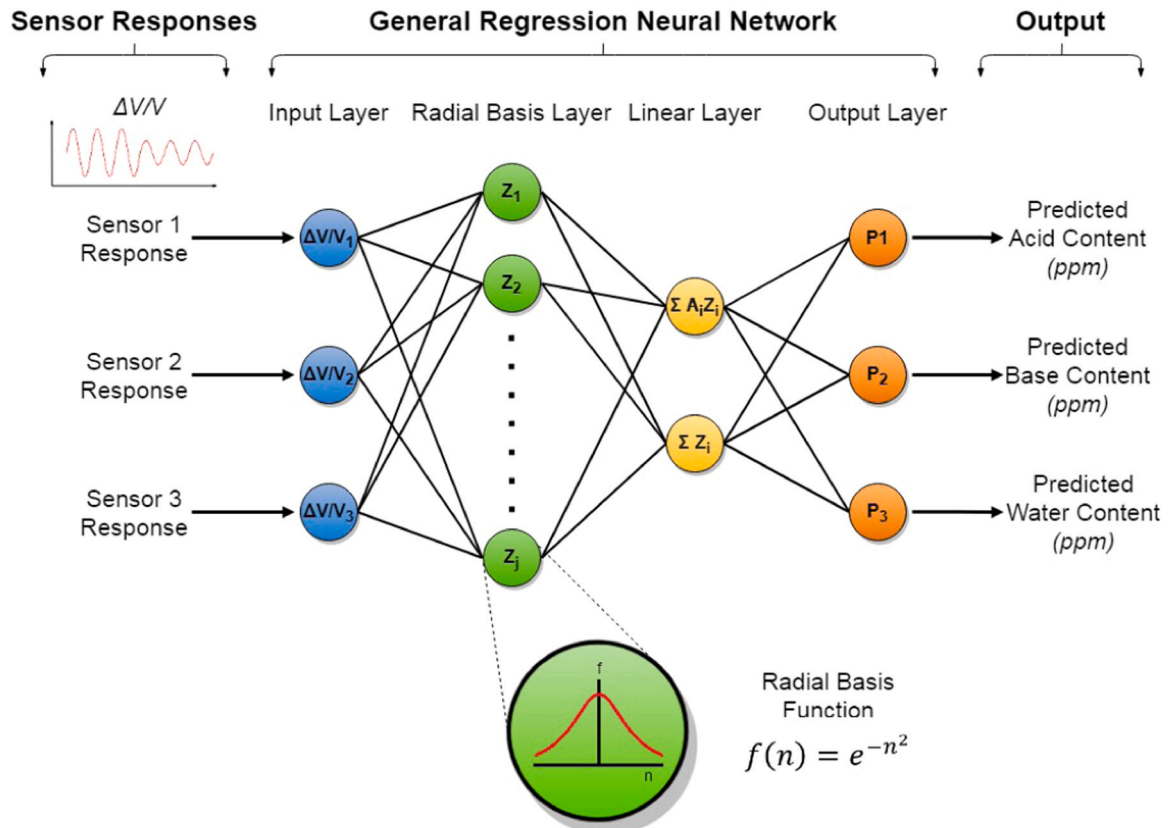 Sensor Responses
General Regression Neural Network
Output
ΔV/V
Input Layer
Radial Basis Layer
Linear Layer
Output Layer
Sensor 1
Response
ΔV/V₁
Z₁
P1
Predicted
Acid Content
(ppm)
Z₂
Σ AᵢZᵢ
Sensor 2
Response
ΔV/V₂
P₂
Predicted
Base Content
(ppm)
Σ Zᵢ
Sensor 3
Response
ΔV/V₃
P₃
Predicted
Water Content
(ppm)
Zⱼ
f
n
Radial Basis
Function
f(n) = e^{-n²}